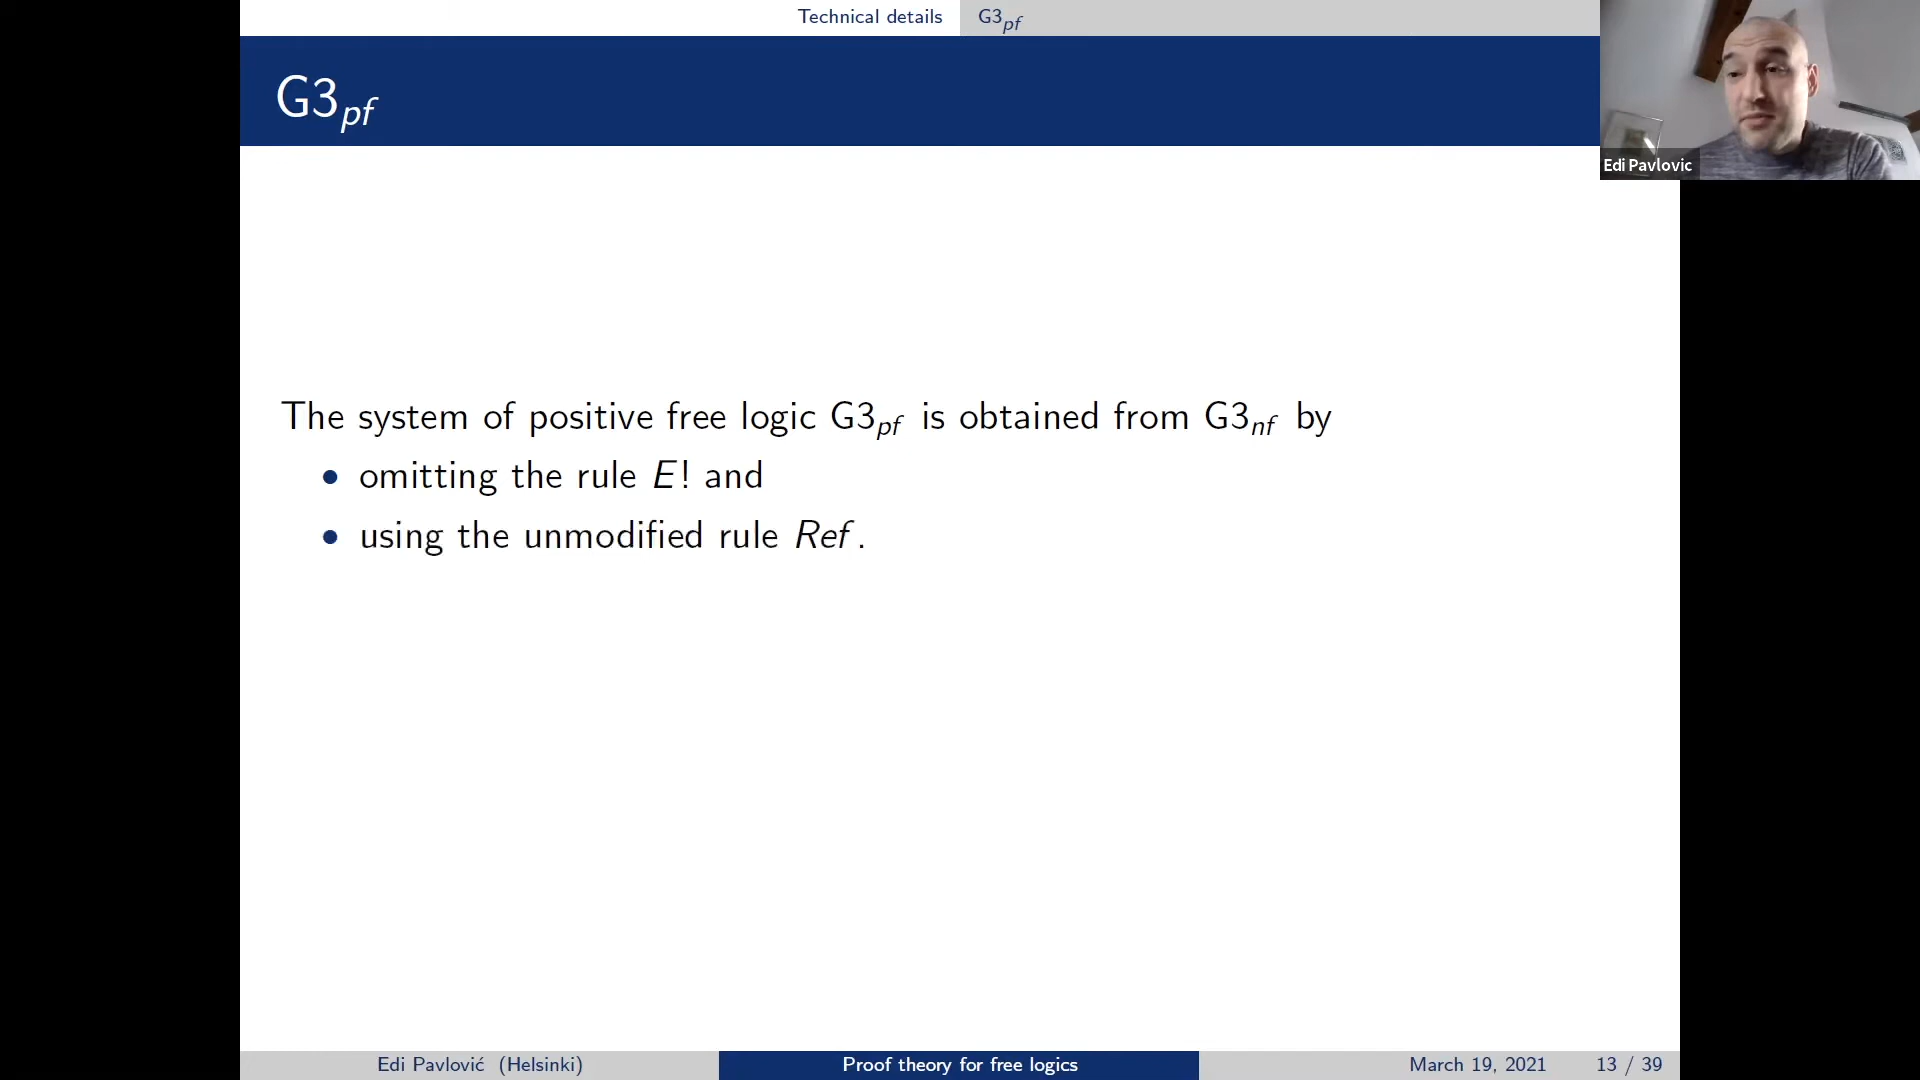 Technical details G3pf
G3pf
Edi Pavlovic
The system of positive free logic G3pf is obtained from G3nf by
• omitting the rule E! and
• using the unmodified rule Ref.
Edi Pavlović (Helsinki) Proof theory for free logics March 19, 2021 13 / 39